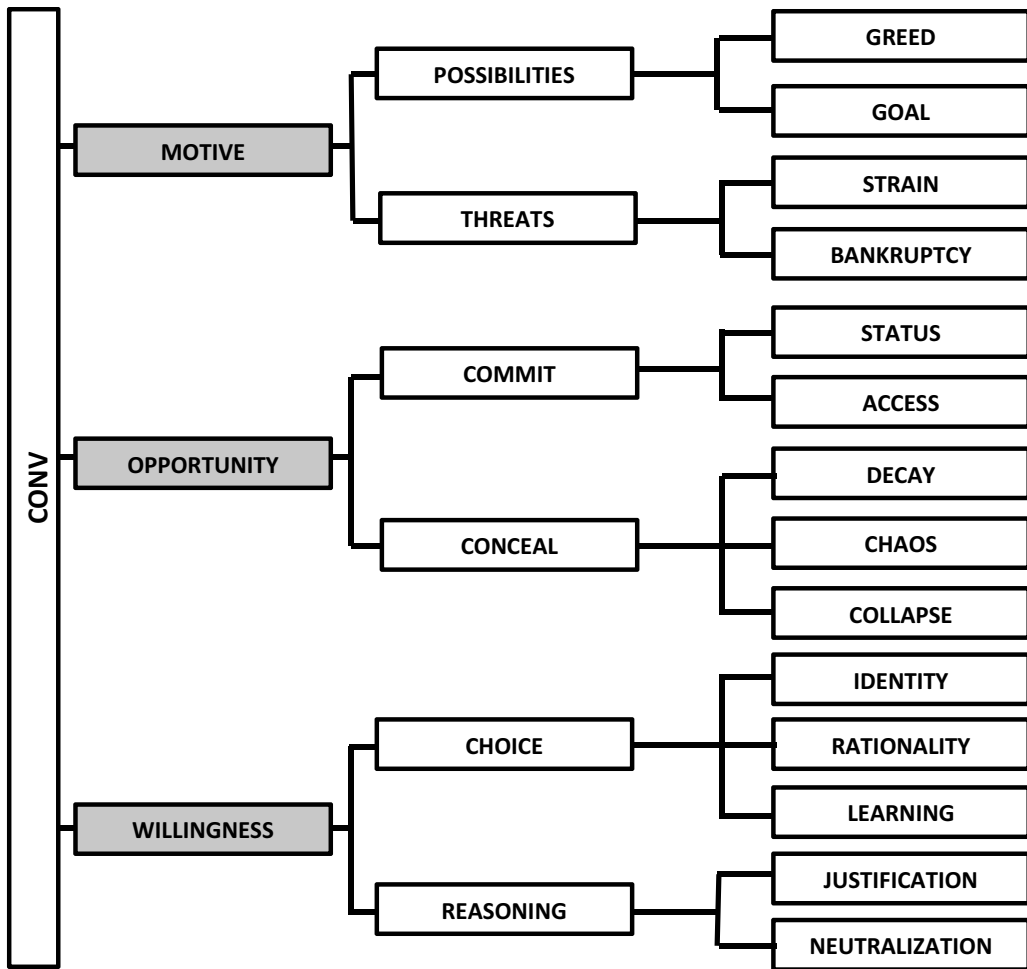 CONV
MOTIVE
POSSIBILITIES
GREED
GOAL
THREATS
STRAIN
BANKRUPTCY
OPPORTUNITY
COMMIT
STATUS
ACCESS
CONCEAL
DECAY
CHAOS
COLLAPSE
WILLINGNESS
CHOICE
IDENTITY
RATIONALITY
LEARNING
REASONING
JUSTIFICATION
NEUTRALIZATION